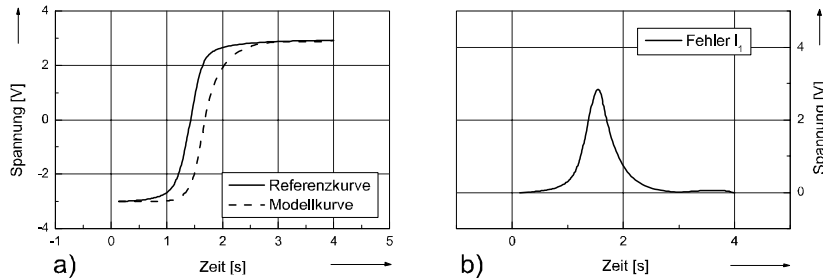 4
2
0
-2
-4
Spannung [V]
-1 0 1 2 3 4 5
Zeit [s]
Referenzkurve
Modellkurve
a)
Fehler l₁
4
2
0
Spannung [V]
0 2 4
Zeit [s]
b)